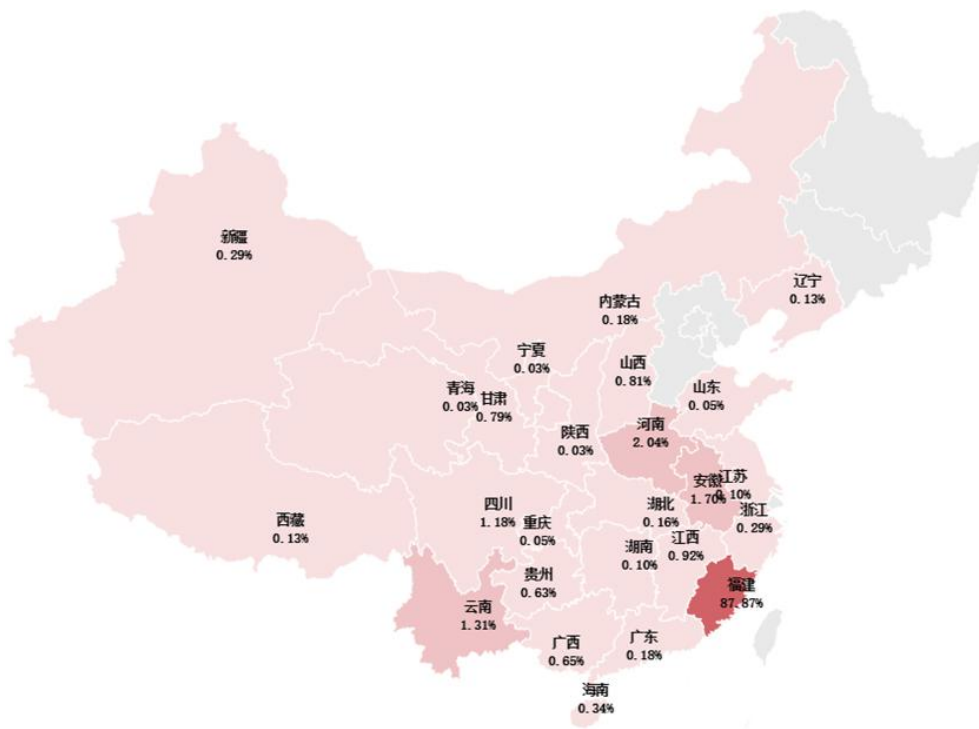 新疆
0.29%
辽宁
0.13%
内蒙古
0.18%
宁夏
0.03%
山西
0.81%
青海
0.03%
甘肃
0.79%
山东
0.05%
陕西
0.03%
河南
2.04%
安徽
1.70%
江苏
0.10%
浙江
0.29%
四川
1.18%
重庆
0.05%
湖北
0.16%
西藏
0.13%
湖南
0.10%
江西
0.92%
贵州
0.63%
福建
87.87%
云南
1.31%
广西
0.65%
广东
0.18%
海南
0.34%